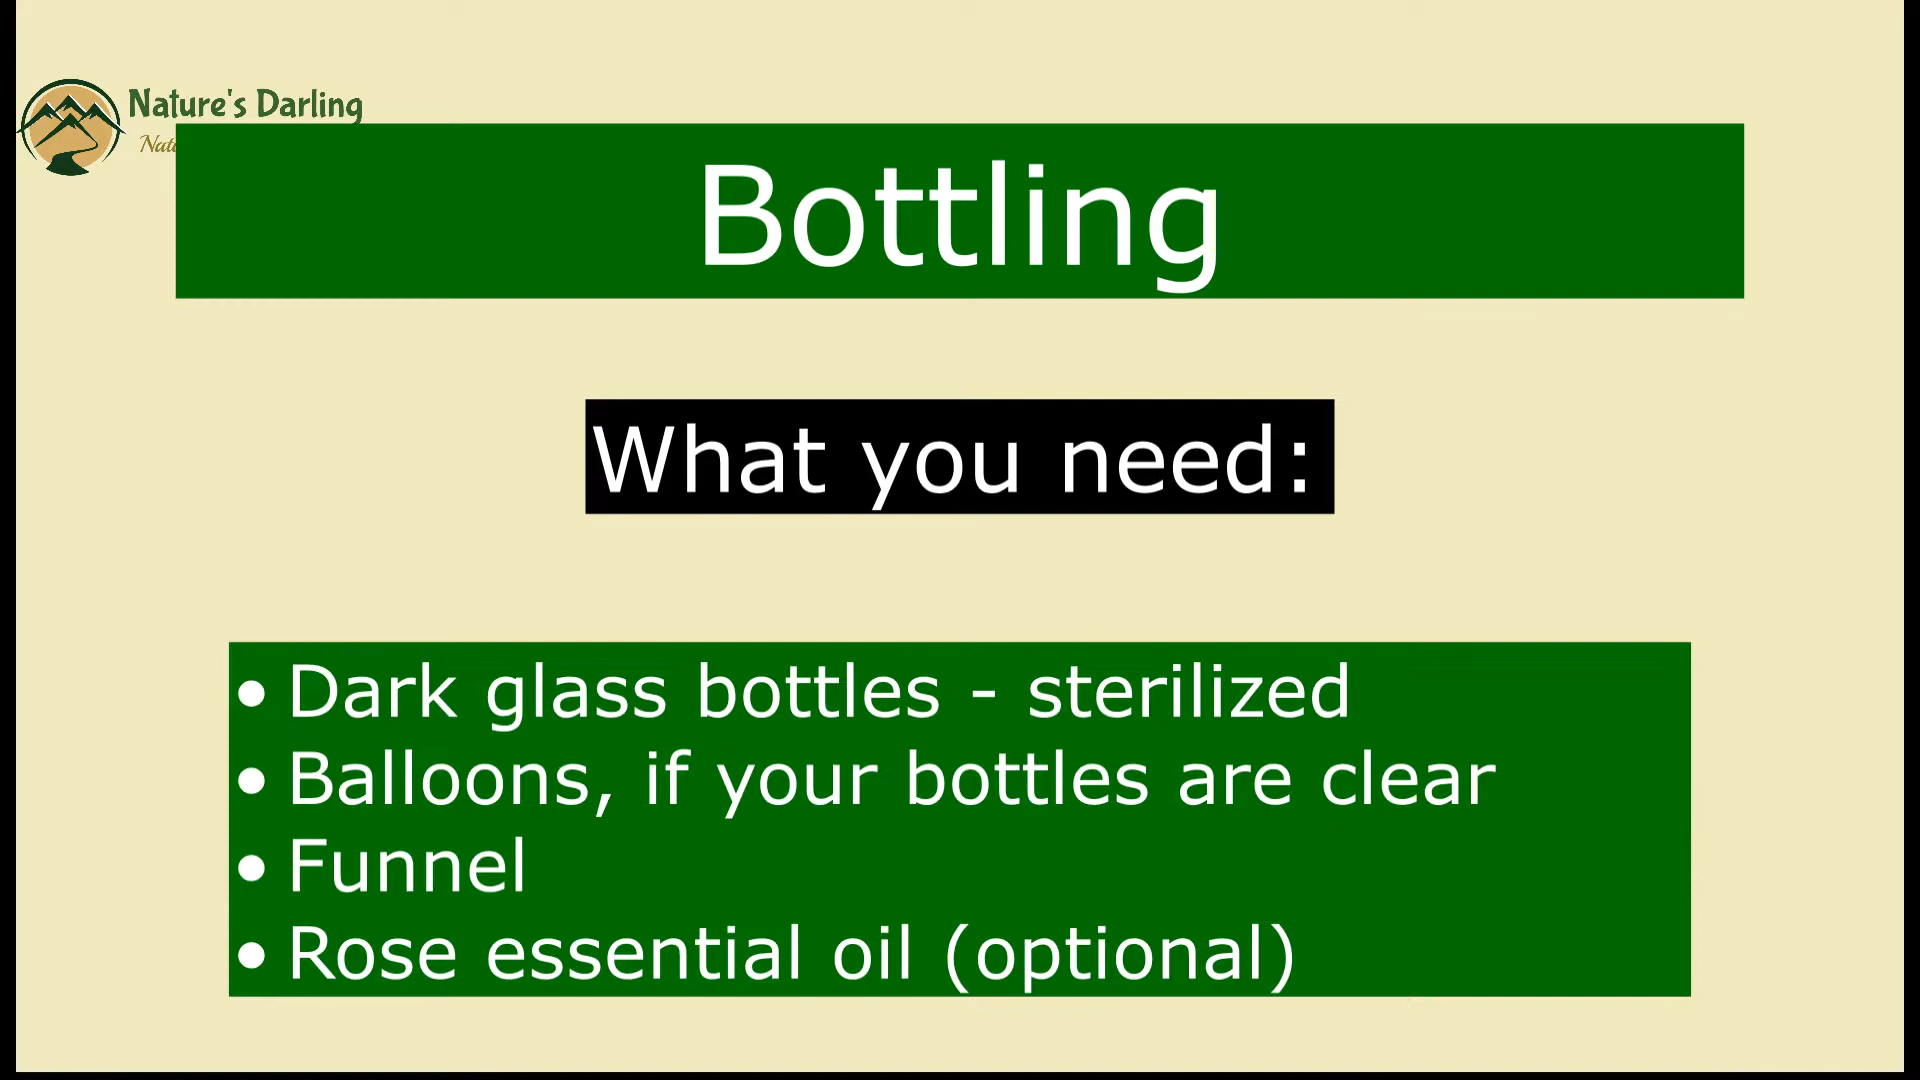 Nature's Darling
Bottling
What you need:
• Dark glass bottles - sterilized
• Balloons, if your bottles are clear
• Funnel
• Rose essential oil (optional)